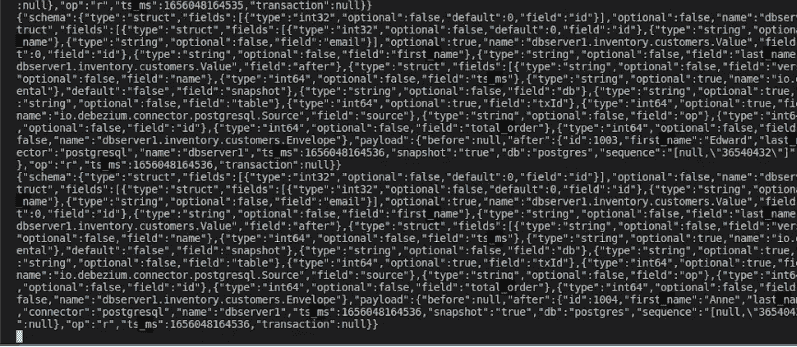 :null},"op":"r","ts_ms":1656048164535,"transaction":null}}
{"schema":{"type":"struct","fields":[{"type":"struct","fields":[{"type":"int32","optional":false,"default":0,"field":"id"}],"optional":false,"name":"dbser
truct","fields":[{"type":"struct","fields":[{"type":"int32","optional":false,"default":0,"field":"id"},{"type":"string","optional":false,"field":"first
_name"},{"type":"string","optional":false,"field":"email"}],"optional":true,"name":"dbserver1.inventory.customers.Value","field
t":0,"field":"id"},{"type":"string","optional":false,"field":"first_name"},{"type":"string","optional":false,"field":"last_name
dbserver1.inventory.customers.Value","field":"after"},{"type":"struct","fields":[{"type":"string","optional":false,"field":"ver
"optional":false,"field":"name"},{"type":"int64","optional":false,"field":"ts_ms"},{"type":"string","optional":true,"name":"io.
ental"},"default":"false","field":"snapshot"},{"type":"string","optional":false,"field":"db"},{"type":"string","optional":true
:"string","optional":false,"field":"table"},{"type":"int64","optional":true,"field":"txId"},{"type":"int64","optional":true,"fie
name":"io.debezium.connector.postgresql.Source","field":"source"},{"type":"string","optional":false,"field":"op"},{"type":"int6
,"optional":false,"field":"id"},{"type":"int64","optional":false,"field":"total_order"},{"type":"int64","optional":false,"field
false,"name":"dbserver1.inventory.customers.Envelope"},"payload":{"before":null,"after":{"id":1003,"first_name":"Edward","last_
ector":"postgresql","name":"dbserver1","ts_ms":1656048164536,"snapshot":"true","db":"postgres","sequence":"[null,\"36540432\"]"
},"op":"r","ts_ms":1656048164536,"transaction":null}}
{"schema":{"type":"struct","fields":[{"type":"int32","optional":false,"default":0,"field":"id"}],"optional":false,"name":"dbser
truct","fields":[{"type":"int32","optional":false,"default":0,"field":"id"},{"type":"string","optional":false,"field":"first
_name"},{"type":"string","optional":false,"field":"email"}],"optional":true,"name":"dbserver1.inventory.customers.Value","field
t":0,"field":"id"},{"type":"string","optional":false,"field":"first_name"},{"type":"string","optional":false,"field":"last_name
dbserver1.inventory.customers.Value","field":"after"},{"type":"struct","fields":[{"type":"string","optional":false,"field":"ver
"optional":false,"field":"name"},{"type":"int64","optional":false,"field":"ts_ms"},{"type":"string","optional":true,"name":"io.
ental"},"default":"false","field":"snapshot"},{"type":"string","optional":false,"field":"db"},{"type":"string","optional":true
:"string","optional":false,"field":"table"},{"type":"int64","optional":true,"field":"txId"},{"type":"int64","optional":true,"fie
name":"io.debezium.connector.postgresql.Source","field":"source"},{"type":"string","optional":false,"field":"op"},{"type":"int6
,"optional":false,"field":"id"},{"type":"int64","optional":false,"field":"total_order"},{"type":"int64","optional":false,"field
false,"name":"dbserver1.inventory.customers.Envelope"},"payload":{"before":null,"after":{"id":1004,"first_name":"Anne","last_na
,"connector":"postgresql","name":"dbserver1","ts_ms":1656048164536,"snapshot":"true","db":"postgres","sequence":"[null,\"365404
":null},"op":"r","ts_ms":1656048164536,"transaction":null}}